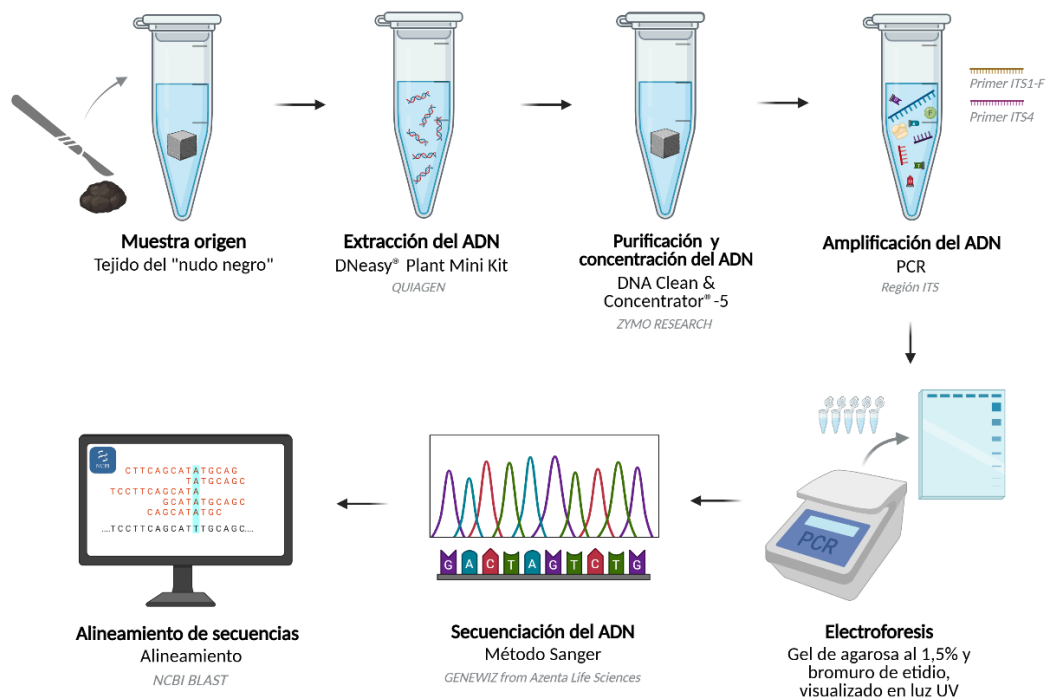 Primer ITS1-F
Primer ITS4
F
Muestra origen
Tejido del "nudo negro"
Extracción del ADN
DNeasy® Plant Mini Kit
QUIAGEN
Purificación y
concentración del ADN
DNA Clean &
Concentrator®-5
ZYMO RESEARCH
Amplificación del ADN
PCR
Región ITS
NCBI
CTTCAGCATATGCAG
TATGCAGC
TCCTTCAGCATA
GCATATGCAGC
CAGCATATGC
....TCCTTCAGCATTTGCAGC....
Alineamiento de secuencias
Alineamiento
NCBI BLAST
G A C T A G T C T G
Secuenciación del ADN
Método Sanger
GENEWIZ from Azenta Life Sciences
PCR
Electroforesis
Gel de agarosa al 1,5% y
bromuro de etidio,
visualizado en luz UV